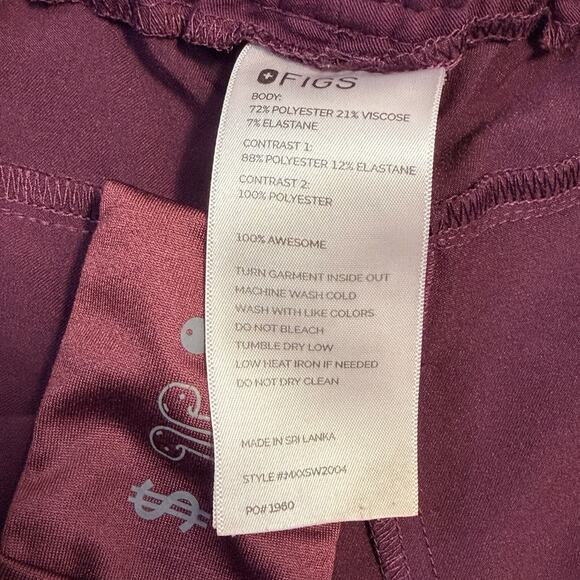 FIGS
BODY:
72% POLYESTER 21% VISCOSE
7% ELASTANE
CONTRAST 1:
88% POLYESTER 12% ELASTANE
CONTRAST 2:
100% POLYESTER
100% AWESOME
TURN GARMENT INSIDE OUT
MACHINE WASH COLD
WASH WITH LIKE COLORS
DO NOT BLEACH
TUMBLE DRY LOW
LOW HEAT IRON IF NEEDED
DO NOT DRY CLEAN
MADE IN SRI LANKA
STYLE #:MXXSW2004
PO# 1960
$